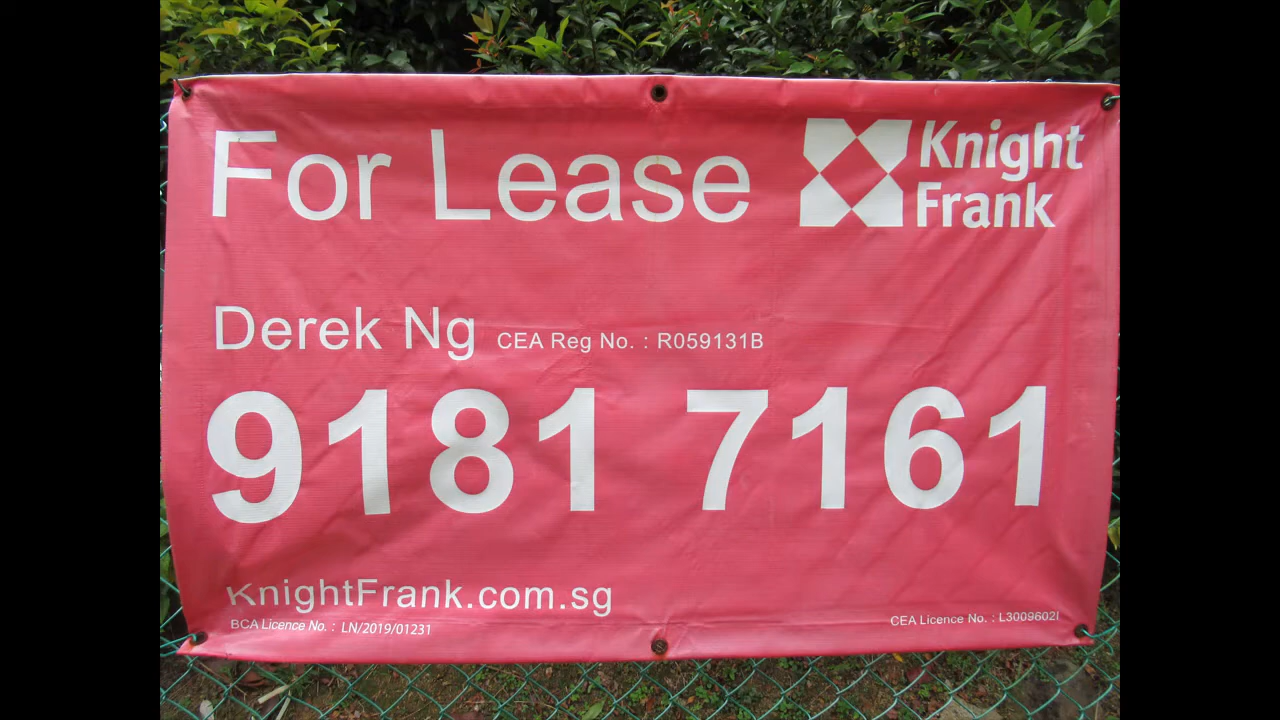 For Lease
Knight
Frank
Derek Ng CEA Reg No. : R059131B
9181 7161
KnightFrank.com.sg
BCA Licence No. : LN/2019/01231
CEA Licence No. : L3009602I